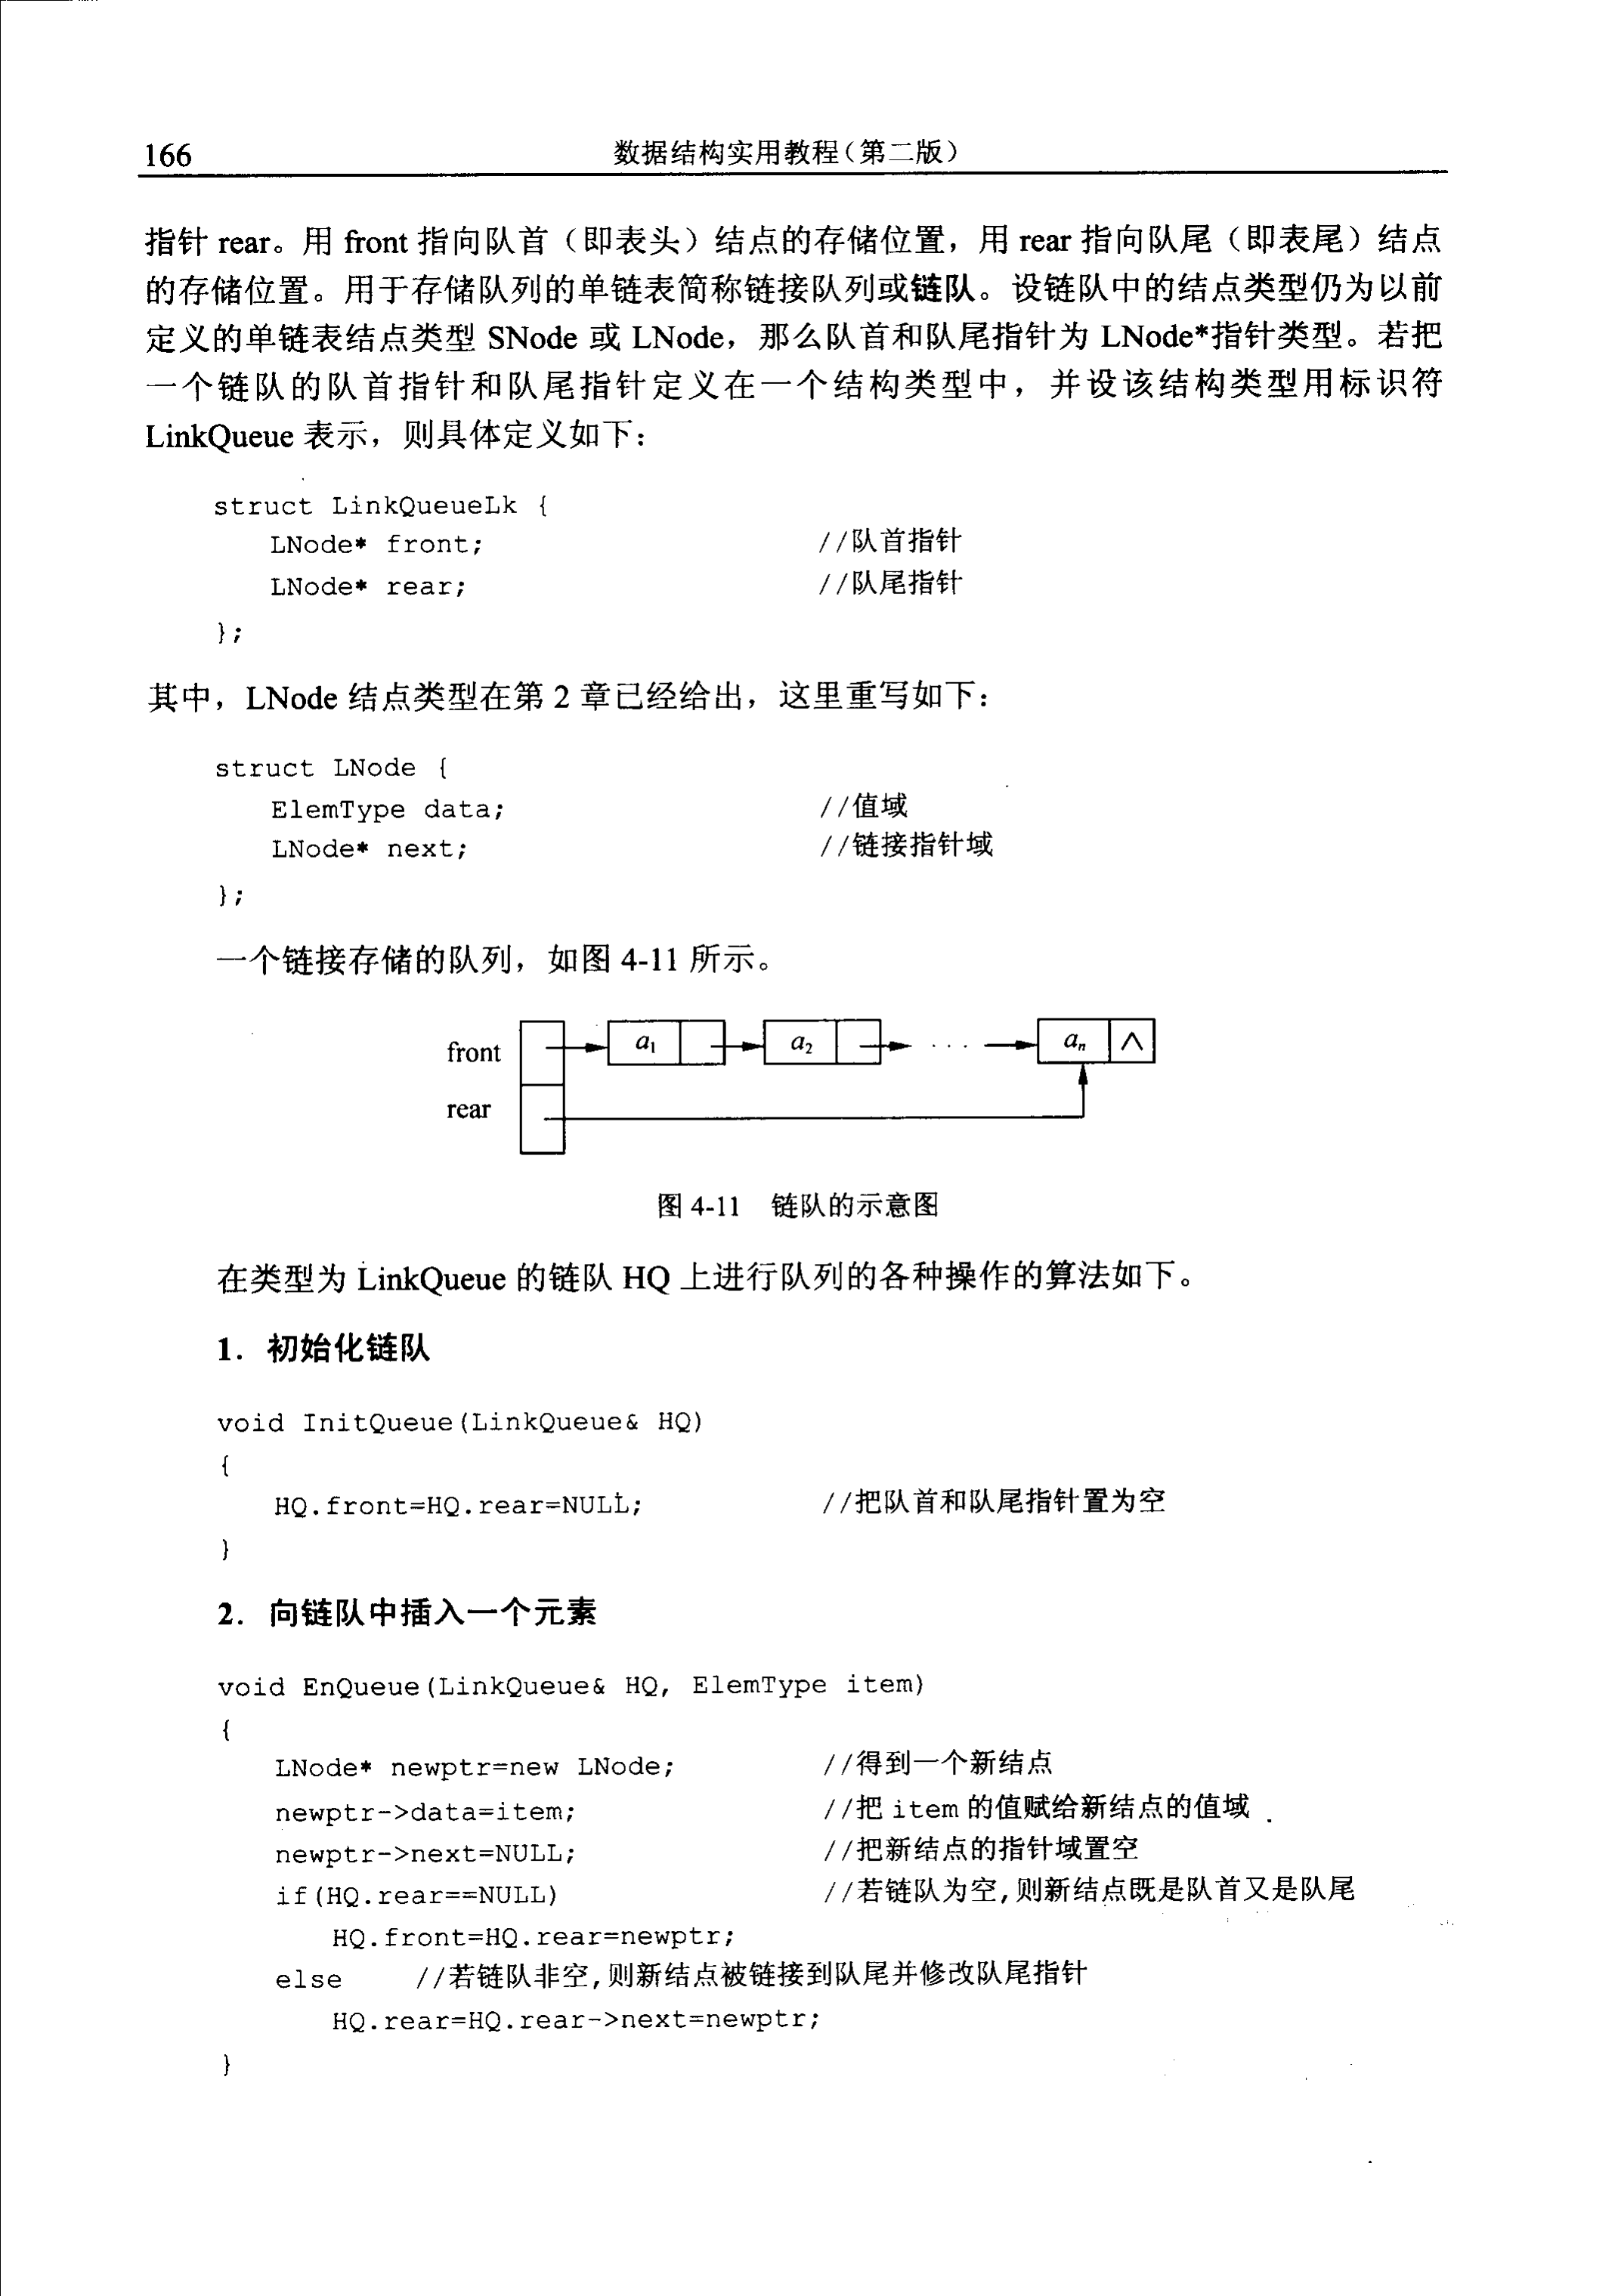 166 数据结构实用教程(第二版)
指针 rear。用 front 指向队首（即表头）结点的存储位置，用 rear 指向队尾（即表尾）结点
的存储位置。用于存储队列的单链表简称链接队列或链队。设链队中的结点类型仍为以前
定义的单链表结点类型 SNode 或 LNode，那么队首和队尾指针为 LNode*指针类型。若把
一个链队的队首指针和队尾指针定义在一个结构类型中，并设该结构类型用标识符
LinkQueue 表示，则具体定义如下：
struct LinkQueueLk {
LNode* front; //队首指针
LNode* rear; //队尾指针
};
其中，LNode 结点类型在第 2 章已经给出，这里重写如下：
struct LNode {
ElemType data; //值域
LNode* next; //链接指针域
};
一个链接存储的队列，如图 4-11 所示。
front a1 a2 ... an ∧
rear
图 4-11 链队的示意图
在类型为 LinkQueue 的链队 HQ 上进行队列的各种操作的算法如下。
1．初始化链队
void InitQueue(LinkQueue& HQ)
{
HQ.front=HQ.rear=NULL; //把队首和队尾指针置为空
}
2．向链队中插入一个元素
void EnQueue(LinkQueue& HQ, ElemType item)
{
LNode* newptr=new LNode; //得到一个新结点
newptr->data=item; //把 item 的值赋给新结点的值域
newptr->next=NULL; //把新结点的指针域置空
if(HQ.rear==NULL) //若链队为空,则新结点既是队首又是队尾
HQ.front=HQ.rear=newptr;
else //若链队非空,则新结点被链接到队尾并修改队尾指针
HQ.rear=HQ.rear->next=newptr;
}